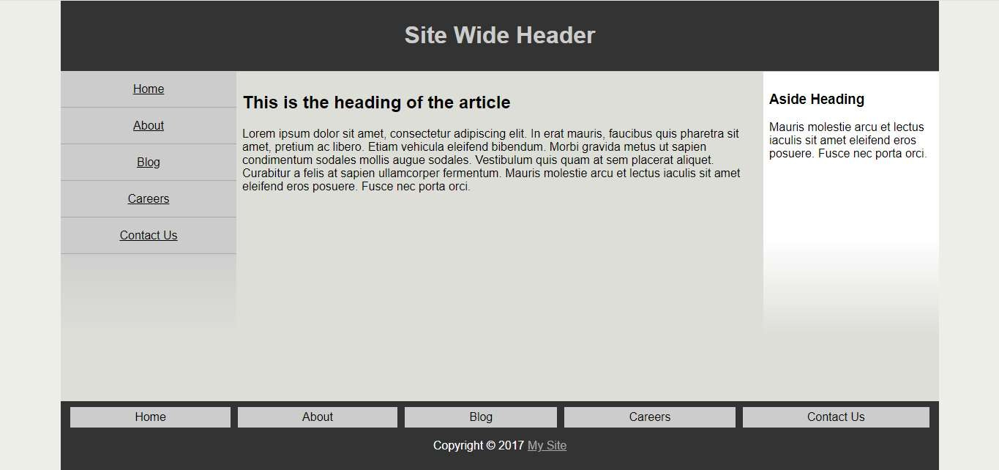 Site Wide Header
Home
About
Blog
Careers
Contact Us
This is the heading of the article
Lorem ipsum dolor sit amet, consectetur adipiscing elit. In erat mauris, faucibus quis pharetra sit
amet, pretium ac libero. Etiam vehicula eleifend bibendum. Morbi gravida metus ut sapien
condimentum sodales mollis augue sodales. Vestibulum quis quam at sem placerat aliquet.
Curabitur a felis at sapien ullamcorper fermentum. Mauris molestie arcu et lectus iaculis sit amet
eleifend eros posuere. Fusce nec porta orci.
Aside Heading
Mauris molestie arcu et lectus
iaculis sit amet eleifend eros
posuere. Fusce nec porta orci.
Home About Blog Careers Contact Us
Copyright © 2017 My Site